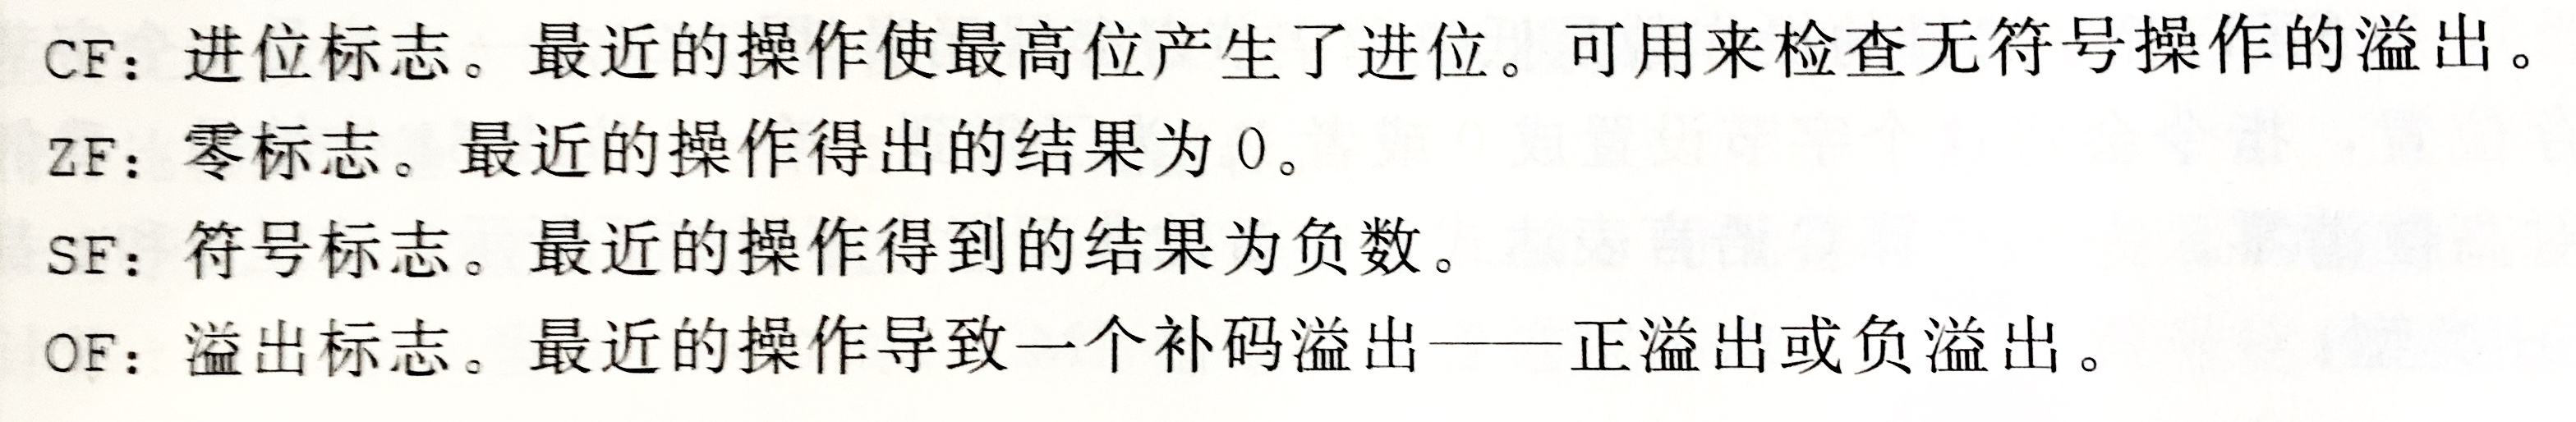 CF：进位标志。最近的操作使最高位产生了进位。可用来检查无符号操作的溢出。
ZF：零标志。最近的操作得出的结果为 0。
SF：符号标志。最近的操作得到的结果为负数。
OF：溢出标志。最近的操作导致一个补码溢出——正溢出或负溢出。